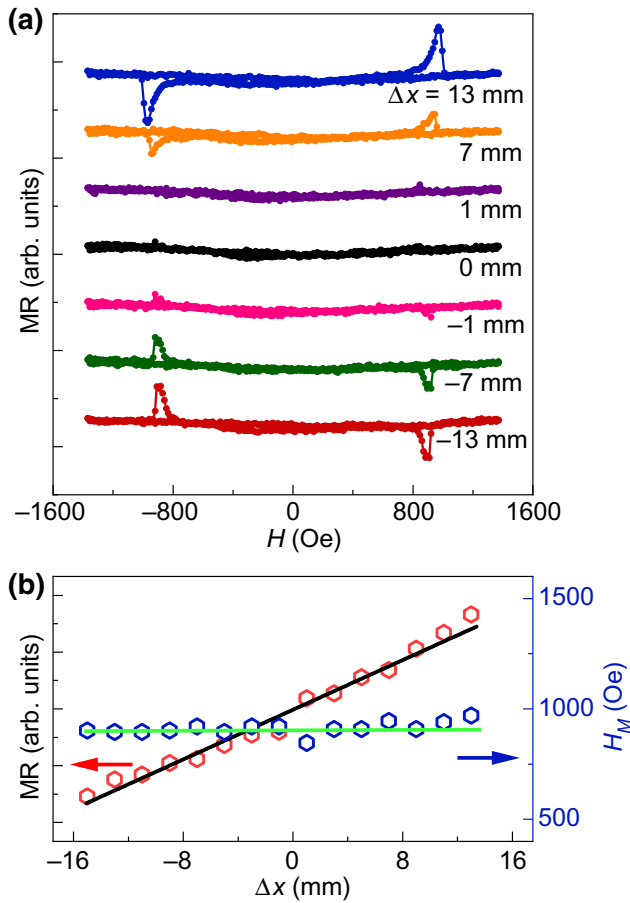 (a)
MR (arb. units)
Δx = 13 mm
7 mm
1 mm
0 mm
–1 mm
–7 mm
–13 mm
–1600 –800 0 800 1600
H (Oe)
(b)
MR (arb. units)
1500
1000
500
H_M (Oe)
–16 –8 0 8 16
Δx (mm)